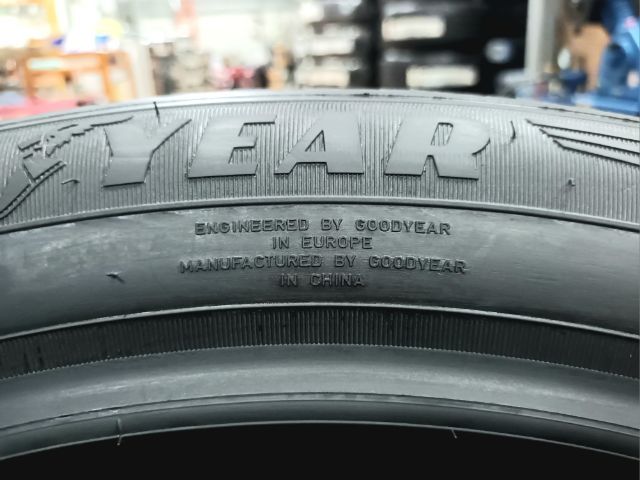 YEAR
ENGINEERED BY GOODYEAR
IN EUROPE
MANUFACTURED BY GOODYEAR
IN CHINA